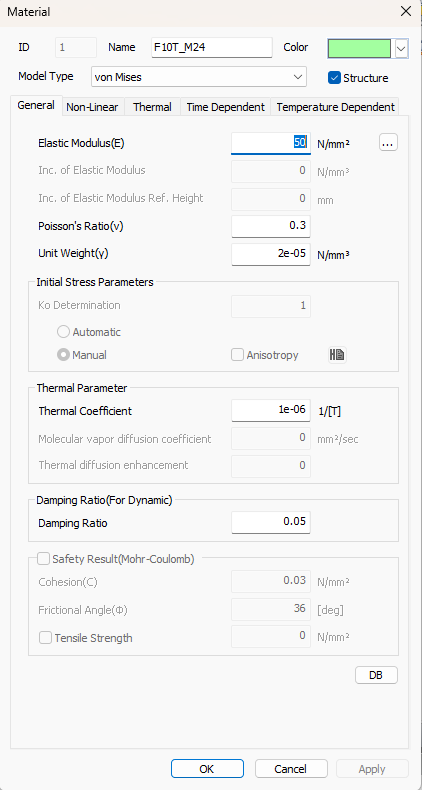 Material
ID 1 Name F10T_M24 Color
Model Type von Mises Structure
General Non-Linear Thermal Time Dependent Temperature Dependent
Elastic Modulus(E) 50 N/mm² ...
Inc. of Elastic Modulus 0 N/mm³
Inc. of Elastic Modulus Ref. Height 0 mm
Poisson's Ratio(ν) 0.3
Unit Weight(γ) 2e-05 N/mm³
Initial Stress Parameters
Ko Determination 1
Automatic
Manual Anisotropy
Thermal Parameter
Thermal Coefficient 1e-06 1/[T]
Molecular vapor diffusion coefficient 0 mm²/sec
Thermal diffusion enhancement 0
Damping Ratio(For Dynamic)
Damping Ratio 0.05
Safety Result(Mohr-Coulomb)
Cohesion(C) 0.03 N/mm²
Frictional Angle(Φ) 36 [deg]
Tensile Strength 0 N/mm²
DB
OK Cancel Apply